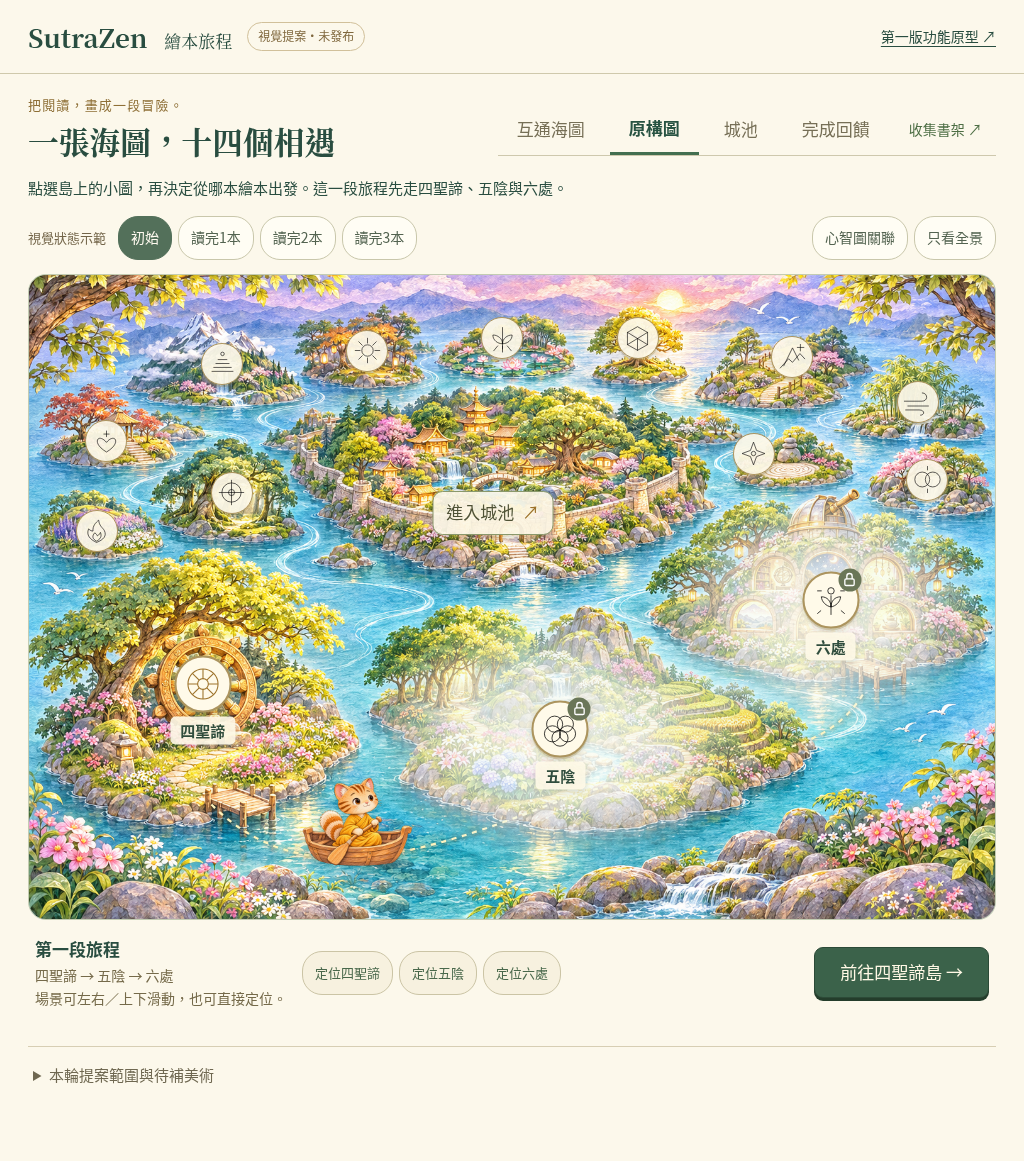 SutraZen 繪本旅程 視覺提案・未發布 第一版功能原型 ↗
把閱讀，畫成一段冒險。
一張海圖，十四個相遇
互通海圖 原構圖 城池 完成回饋 收集書架 ↗
點選島上的小圖，再決定從哪本繪本出發。這一段旅程先走四聖諦、五陰與六處。
視覺狀態示範 初始 讀完1本 讀完2本 讀完3本 心智圖關聯 只看全景
進入城池 ↗
六處
四聖諦
五陰
第一段旅程
四聖諦 → 五陰 → 六處
場景可左右／上下滑動，也可直接定位。
定位四聖諦 定位五陰 定位六處
前往四聖諦島 →
▶ 本輪提案範圍與待補美術